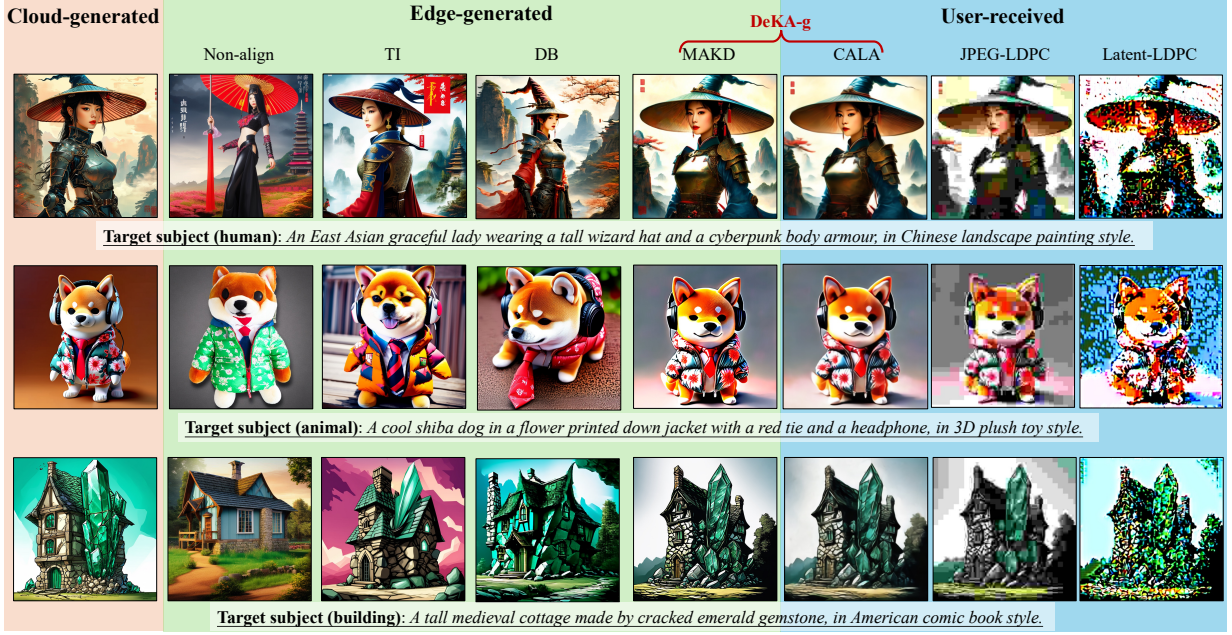 Cloud-generated
Edge-generated
User-received
DeKA-g
Non-align
TI
DB
MAKD
CALA
JPEG-LDPC
Latent-LDPC
Target subject (human): An East Asian graceful lady wearing a tall wizard hat and a cyberpunk body armour, in Chinese landscape painting style.
Target subject (animal): A cool shiba dog in a flower printed down jacket with a red tie and a headphone, in 3D plush toy style.
Target subject (building): A tall medieval cottage made by cracked emerald gemstone, in American comic book style.